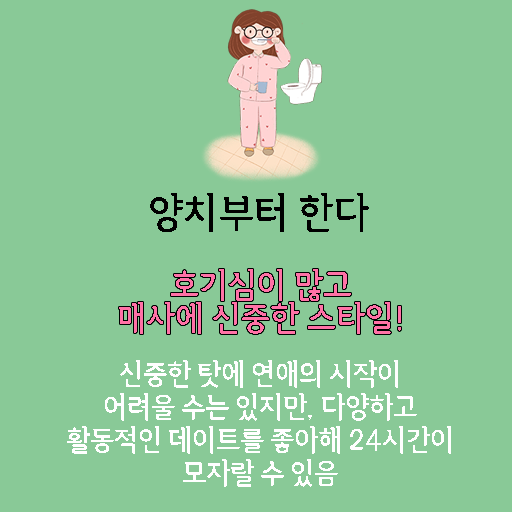 양치부터 한다
호기심이 많고
매사에 신중한 스타일!
신중한 탓에 연애의 시작이
어려울 수는 있지만, 다양하고
활동적인 데이트를 좋아해 24시간이
모자랄 수 있음